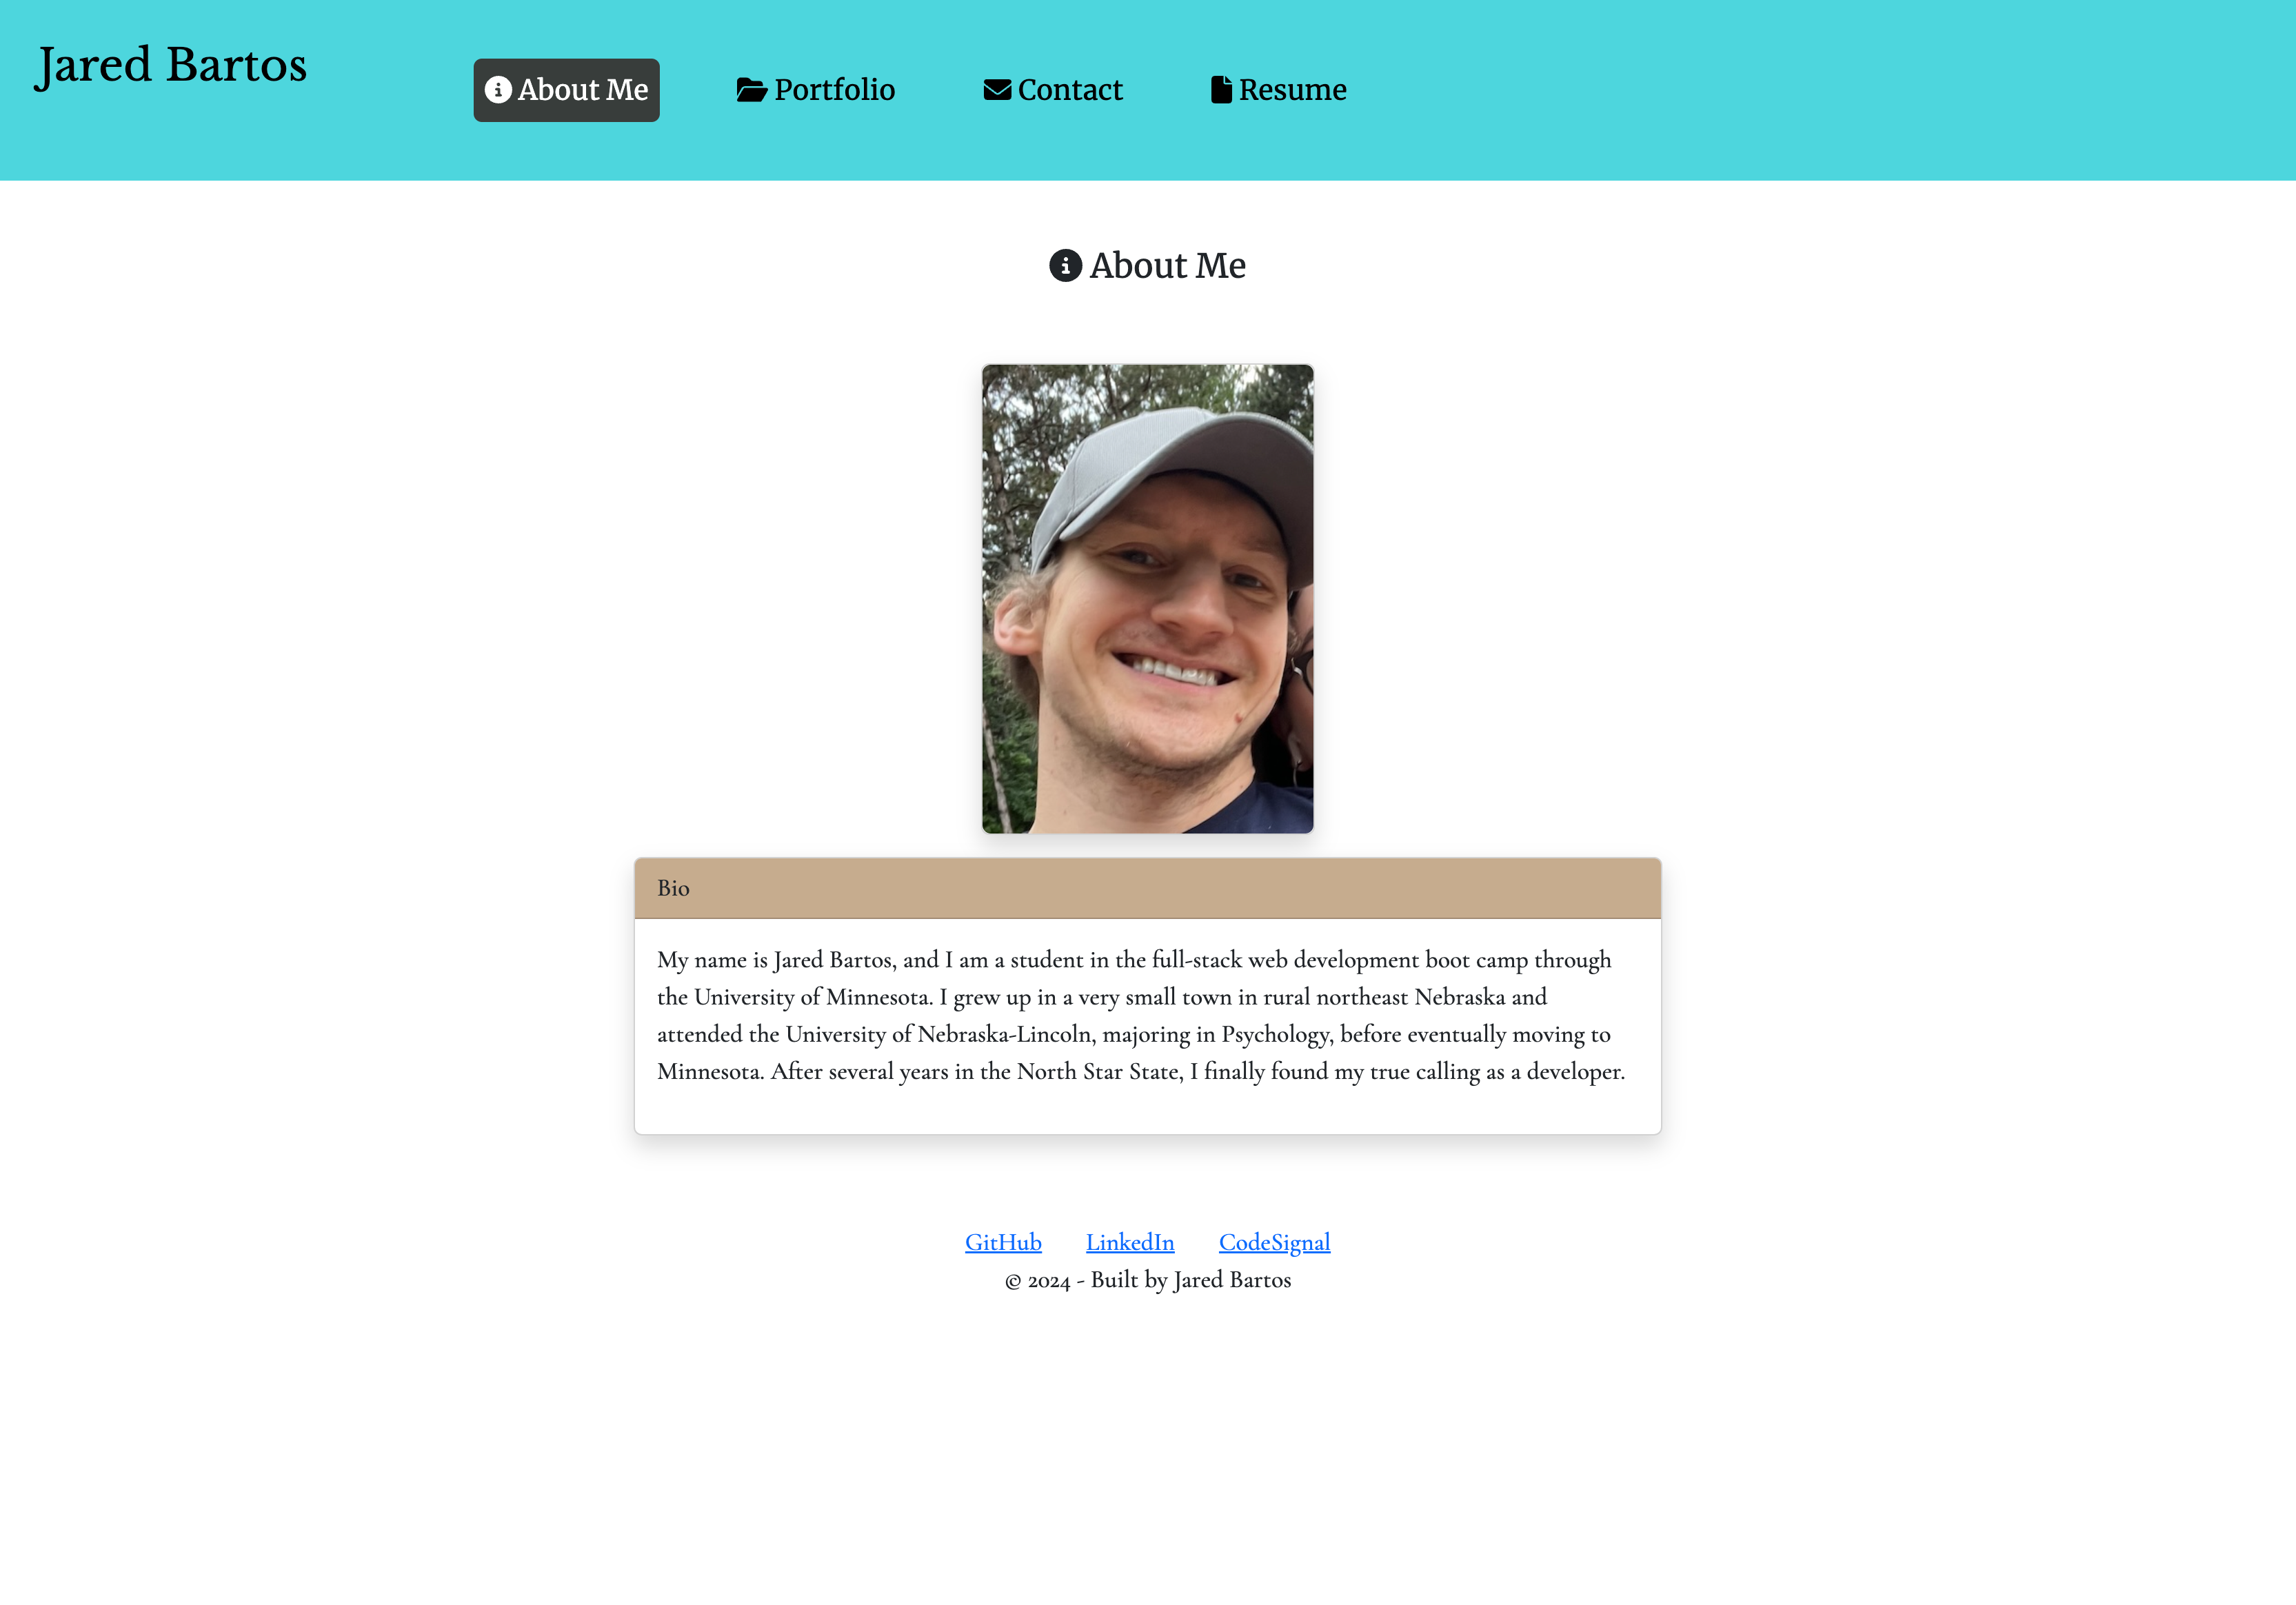 Jared Bartos
About Me
Portfolio
Contact
Resume
About Me
Bio
My name is Jared Bartos, and I am a student in the full-stack web development boot camp through
the University of Minnesota. I grew up in a very small town in rural northeast Nebraska and
attended the University of Nebraska-Lincoln, majoring in Psychology, before eventually moving to
Minnesota. After several years in the North Star State, I finally found my true calling as a developer.
GitHub LinkedIn CodeSignal
© 2024 - Built by Jared Bartos